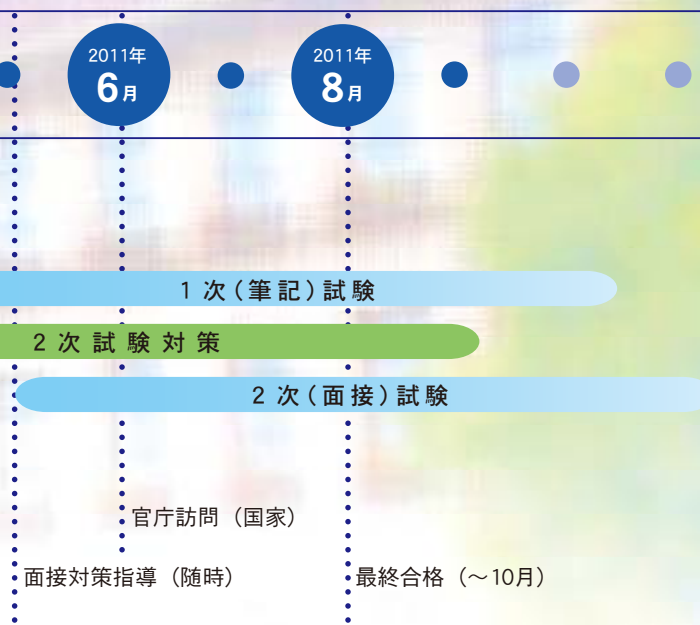 2011年
6月
2011年
8月
1次(筆記)試験
2次試験対策
2次(面接)試験
官庁訪問（国家）
面接対策指導（随時）
最終合格（～10月）